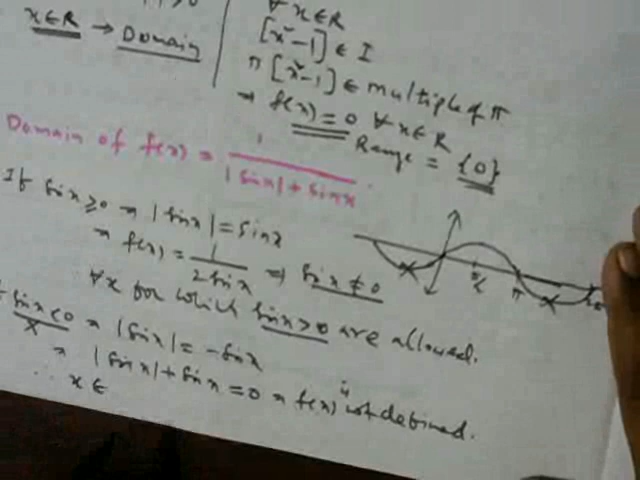 x∈R → Domain
∀ x∈R
[x²-1] ∈ I
π [x²-1] ∈ multiple of π
⇒ f(x) = 0 ∀ x∈R
Range = {0}
Domain of f(x) = 1 / (|sinx| + sinx)
If sinx ≥ 0 ⇒ |sinx| = sinx
⇒ f(x) = 1 / (2 sinx) ⇒ sinx ≠ 0
∀x for which sinx > 0 are allowed.
sinx < 0 ⇒ |sinx| = -sinx
⇒ |sinx| + sinx = 0 ⇒ f(x) is not defined.
∴ x ∈
π